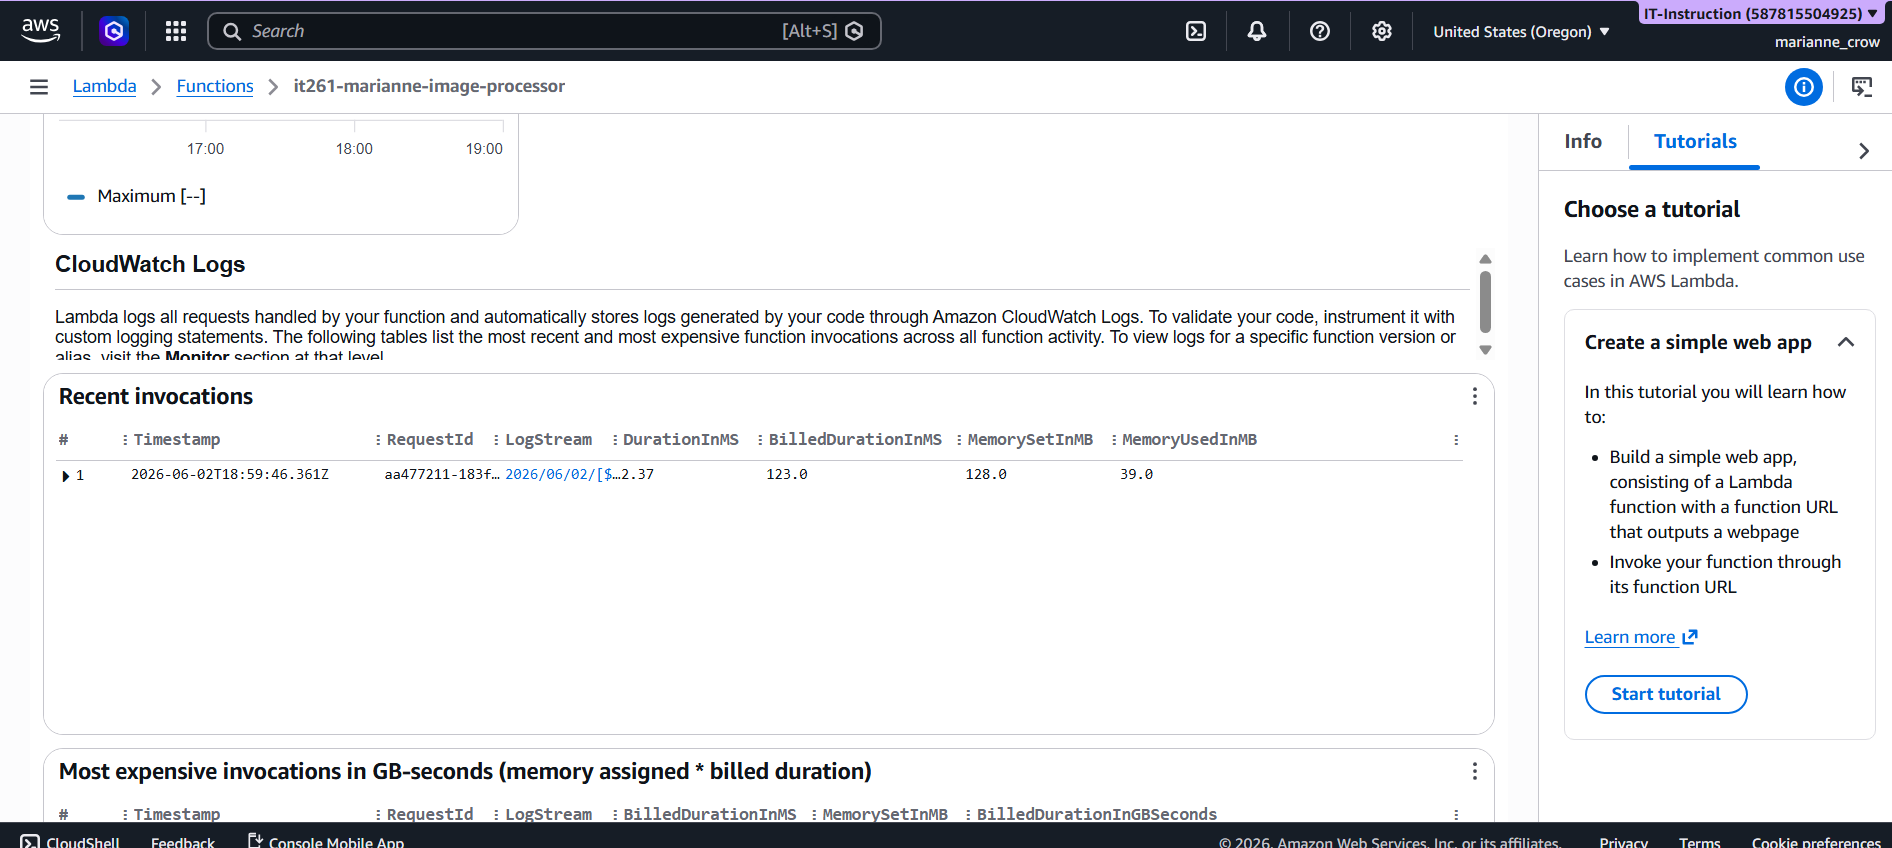 aws
Search
[Alt+S]
United States (Oregon)
IT-Instruction (587815504925)
marianne_crow
Lambda
Functions
it261-marianne-image-processor
17:00
18:00
19:00
Maximum [--]
CloudWatch Logs
Lambda logs all requests handled by your function and automatically stores logs generated by your code through Amazon CloudWatch Logs. To validate your code, instrument it with
custom logging statements. The following tables list the most recent and most expensive function invocations across all function activity. To view logs for a specific function version or
alias, visit the Monitor section at that level
Recent invocations
# Timestamp RequestId LogStream DurationInMS BilledDurationInMS MemorySetInMB MemoryUsedInMB
1 2026-06-02T18:59:46.361Z aa477211-183f… 2026/06/02/[$… 2.37 123.0 128.0 39.0
Most expensive invocations in GB-seconds (memory assigned * billed duration)
# Timestamp RequestId LogStream BilledDurationInMS MemorySetInMB BilledDurationInGBSeconds
Info
Tutorials
Choose a tutorial
Learn how to implement common use
cases in AWS Lambda.
Create a simple web app
In this tutorial you will learn how
to:
• Build a simple web app,
consisting of a Lambda
function with a function URL
that outputs a webpage
• Invoke your function through
its function URL
Learn more
Start tutorial
CloudShell
Feedback
Console Mobile App
© 2026, Amazon Web Services, Inc. or its affiliates.
Privacy
Terms
Cookie preferences